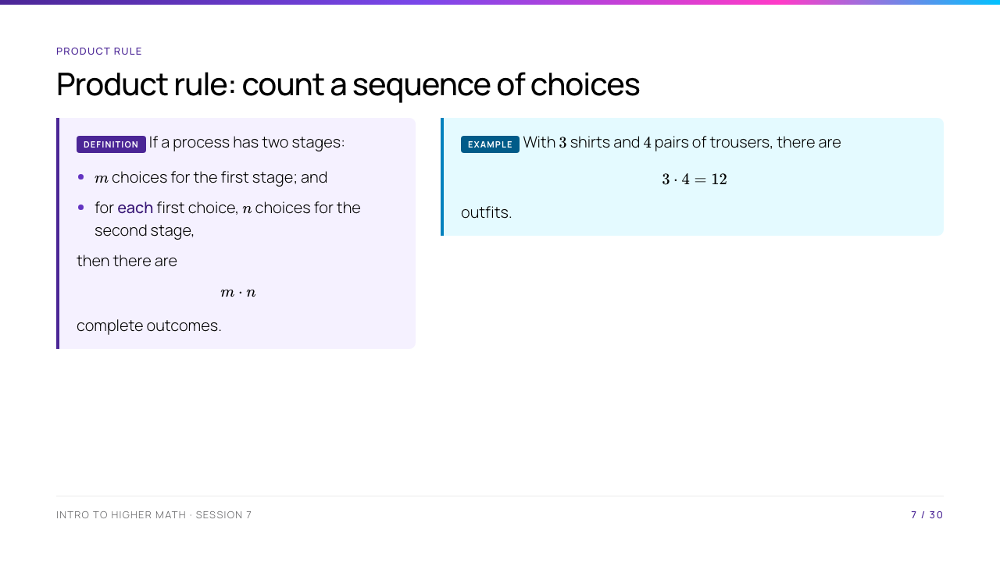 PRODUCT RULE
Product rule: count a sequence of choices
DEFINITION If a process has two stages:
• m choices for the first stage; and
• for each first choice, n choices for the
second stage,
then there are
m · n
complete outcomes.
EXAMPLE With 3 shirts and 4 pairs of trousers, there are
3 · 4 = 12
outfits.
INTRO TO HIGHER MATH · SESSION 7
7 / 30